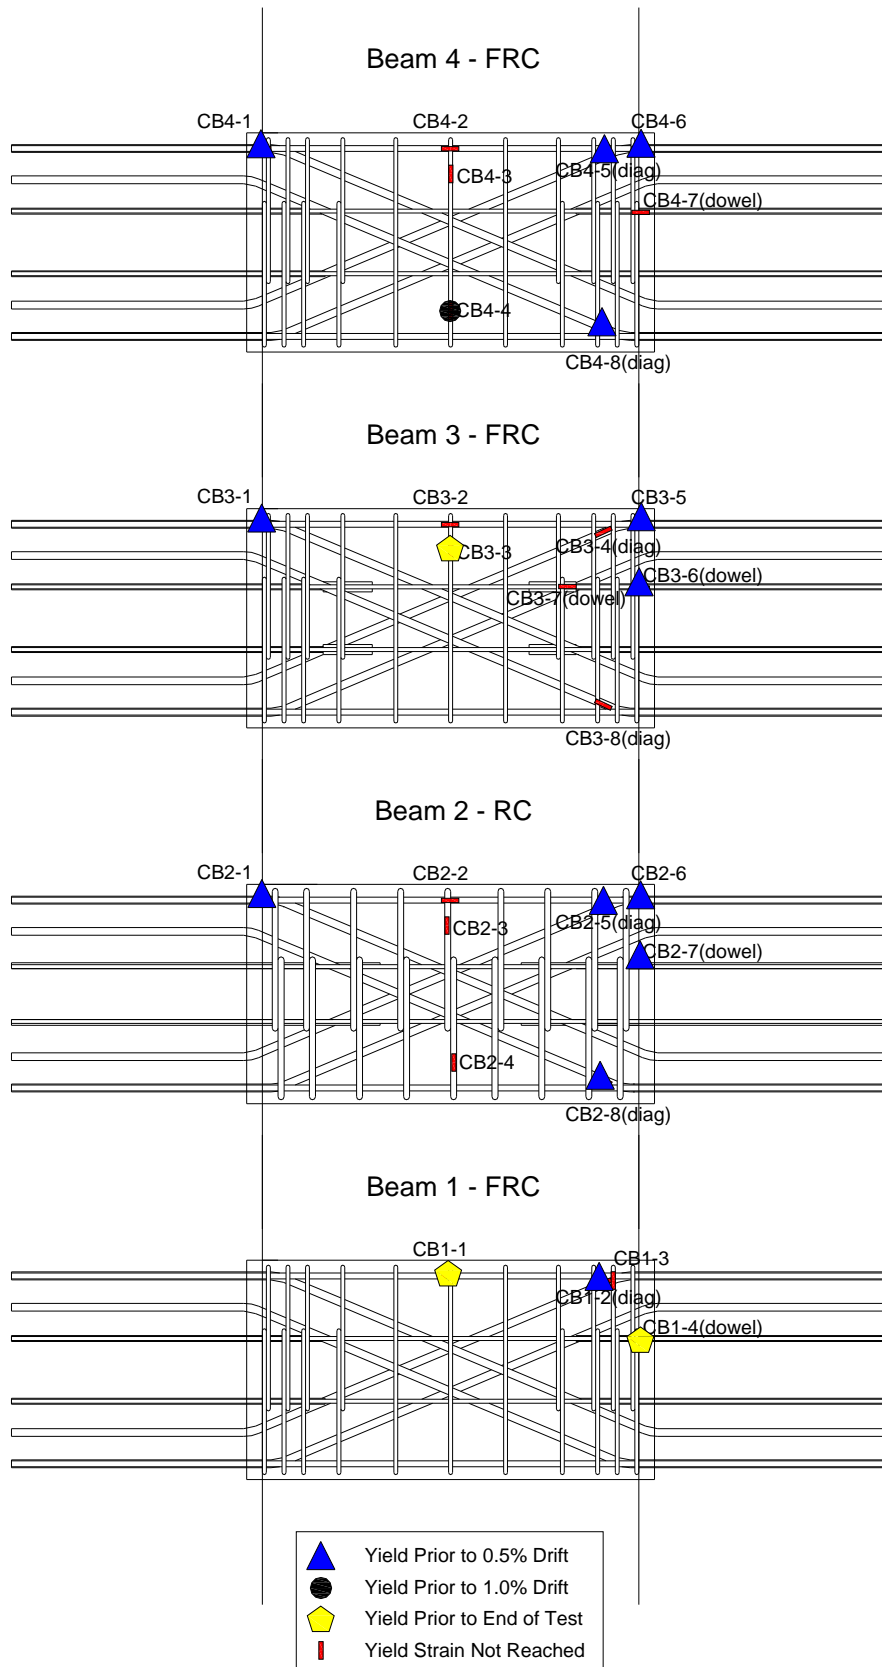 Beam 4 - FRC
CB4-1
CB4-2
CB4-6
CB4-5(diag)
CB4-3
CB4-7(dowel)
CB4-4
CB4-8(diag)
Beam 3 - FRC
CB3-1
CB3-2
CB3-5
CB3-4(diag)
CB3-3
CB3-6(dowel)
CB3-7(dowel)
CB3-8(diag)
Beam 2 - RC
CB2-1
CB2-2
CB2-6
CB2-5(diag)
CB2-3
CB2-7(dowel)
CB2-4
CB2-8(diag)
Beam 1 - FRC
CB1-1
CB1-3
CB1-2(diag)
CB1-4(dowel)
Yield Prior to 0.5% Drift
Yield Prior to 1.0% Drift
Yield Prior to End of Test
Yield Strain Not Reached